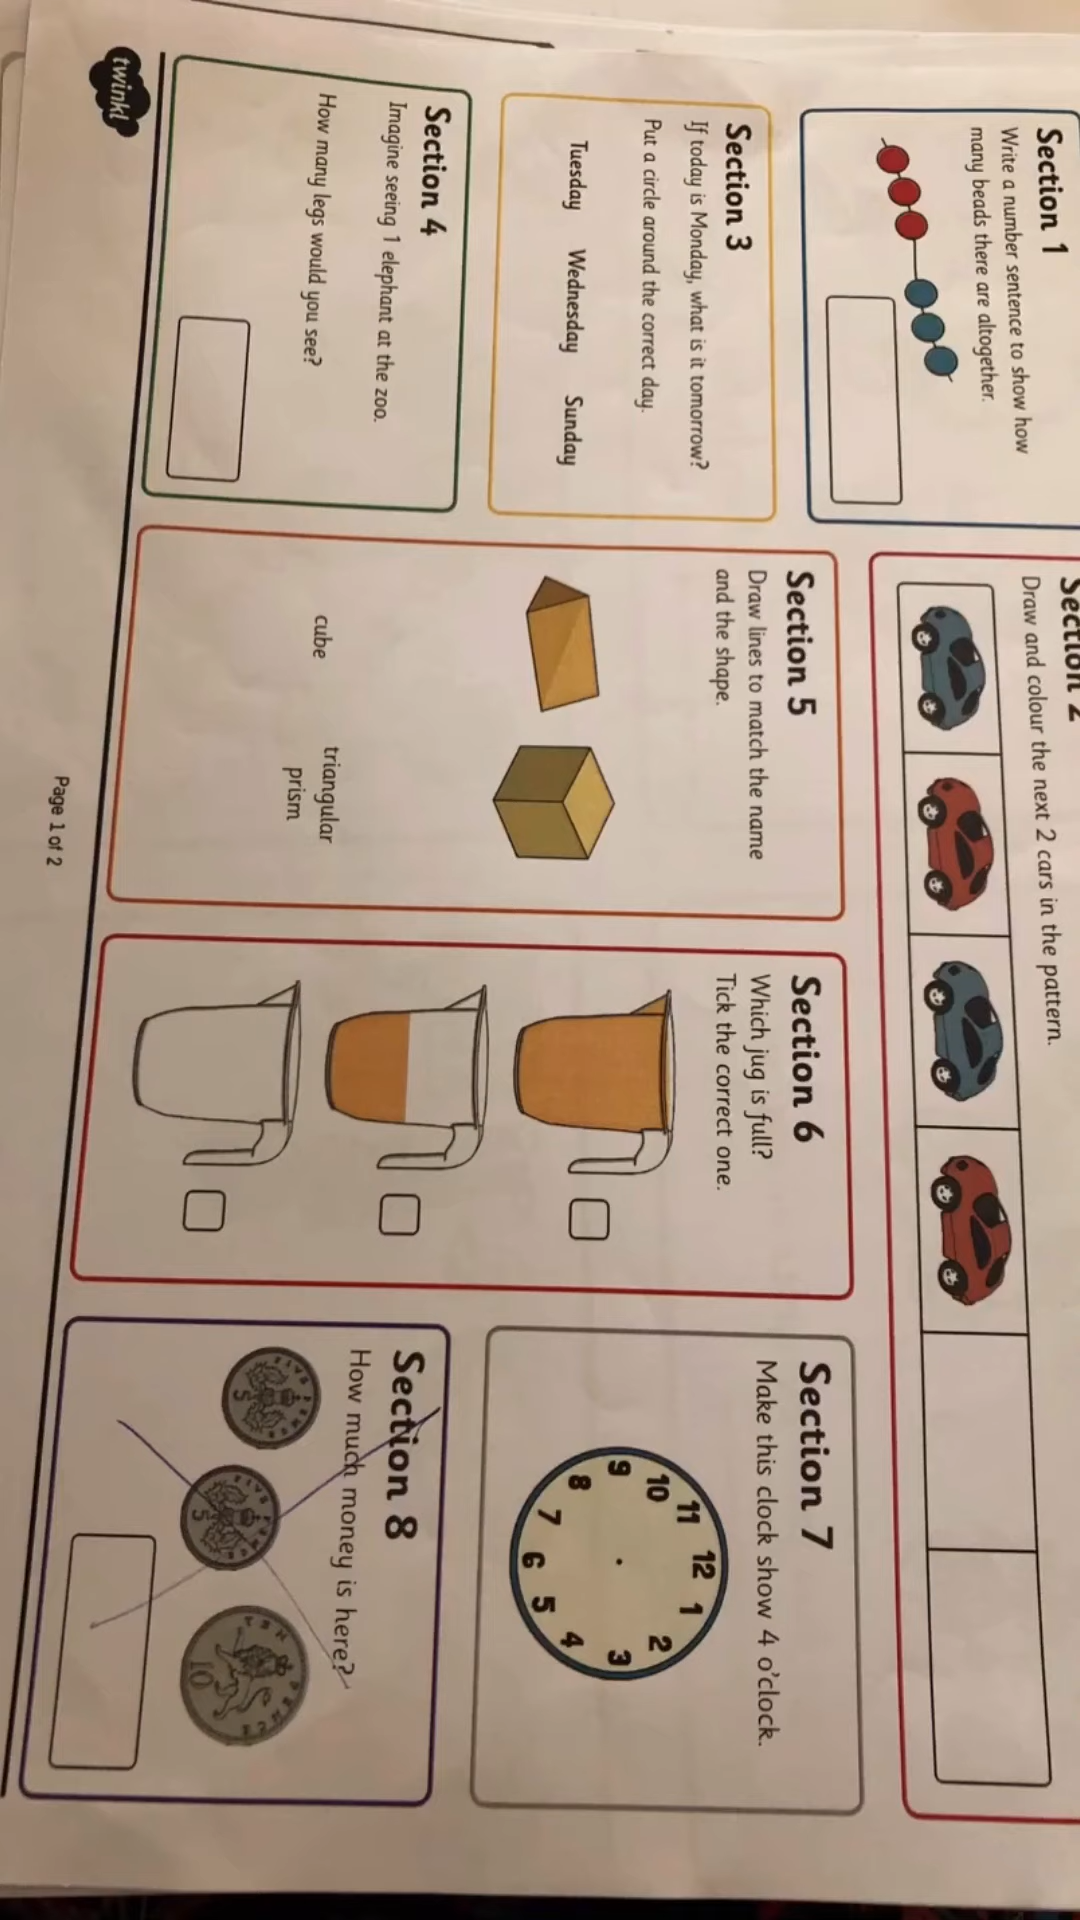 Section 1
Write a number sentence to show how
many beads there are altogether.
Section 2
Draw and colour the next 2 cars in the pattern.
Section 3
If today is Monday, what is it tomorrow?
Put a circle around the correct day.
Tuesday Wednesday Sunday
Section 4
Imagine seeing 1 elephant at the zoo.
How many legs would you see?
Section 5
Draw lines to match the name
and the shape.
cube
triangular
prism
Section 6
Which jug is full?
Tick the correct one.
Section 7
Make this clock show 4 o'clock.
12
1
2
3
4
5
6
7
8
9
10
11
Section 8
How much money is here?
5
5
10
twinkl
Page 1 of 2